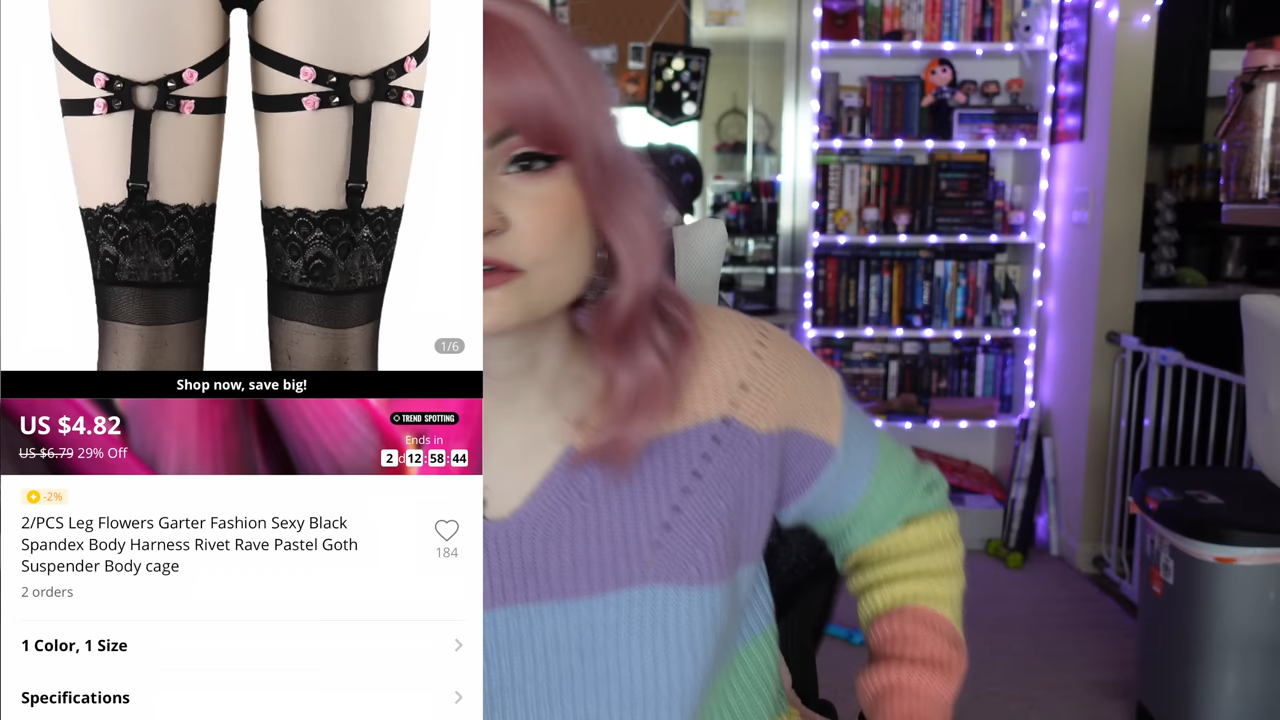 1/6
Shop now, save big!
US $4.82
TREND SPOTTING
US $6.79 29% Off
Ends in
2 d 12 : 58 : 44
-2%
2/PCS Leg Flowers Garter Fashion Sexy Black
Spandex Body Harness Rivet Rave Pastel Goth
Suspender Body cage
184
2 orders
1 Color, 1 Size
Specifications